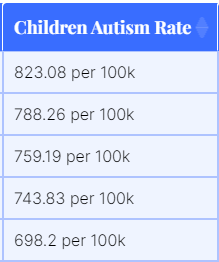 Children Autism Rate
823.08 per 100k
788.26 per 100k
759.19 per 100k
743.83 per 100k
698.2 per 100k